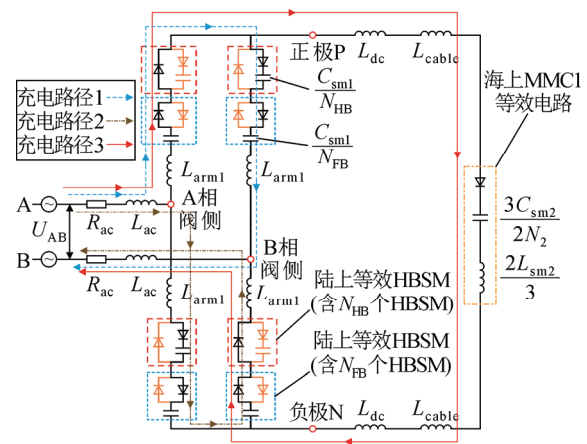 正极P
L_dc
L_cable
海上MMC1
等效电路
C_sm1
N_HB
充电路径1
充电路径2
充电路径3
C_sm1
N_FB
L_arm1
L_arm1
A
R_ac
L_ac
A相
阀侧
U_AB
B相
阀侧
B
R_ac
L_ac
3C_sm2
2N_2
2L_sm2
3
L_arm1
L_arm1
陆上等效HBSM
(含N_HB个HBSM)
陆上等效HBSM
(含N_FB个HBSM)
负极N
L_dc
L_cable